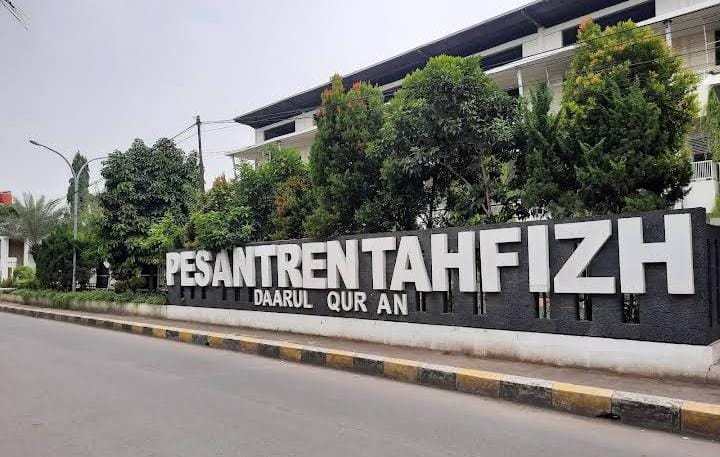 PESANTREN TAHFIZH
DAARUL QUR AN